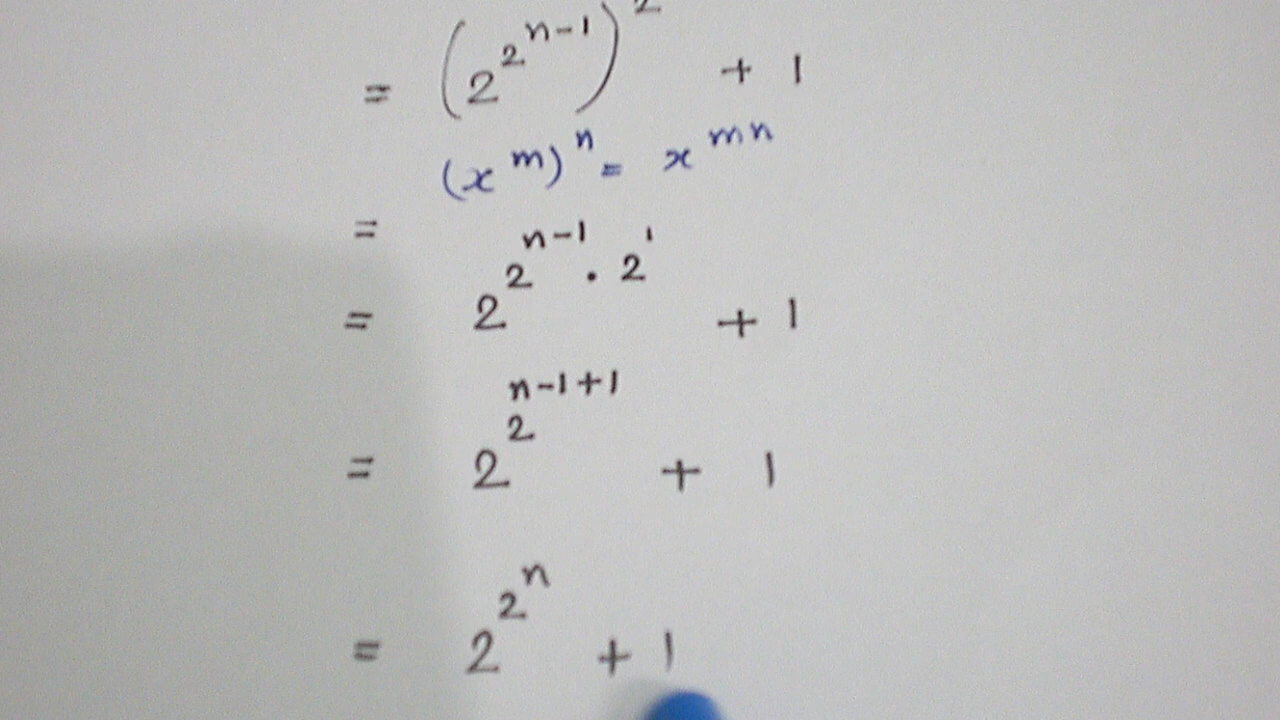 = (2^{2^{n-1}})^2 + 1
(x^m)^n = x^{mn}
=
= 2^{2^{n-1} · 2^1} + 1
= 2^{2^{n-1+1}} + 1
= 2^{2^n} + 1